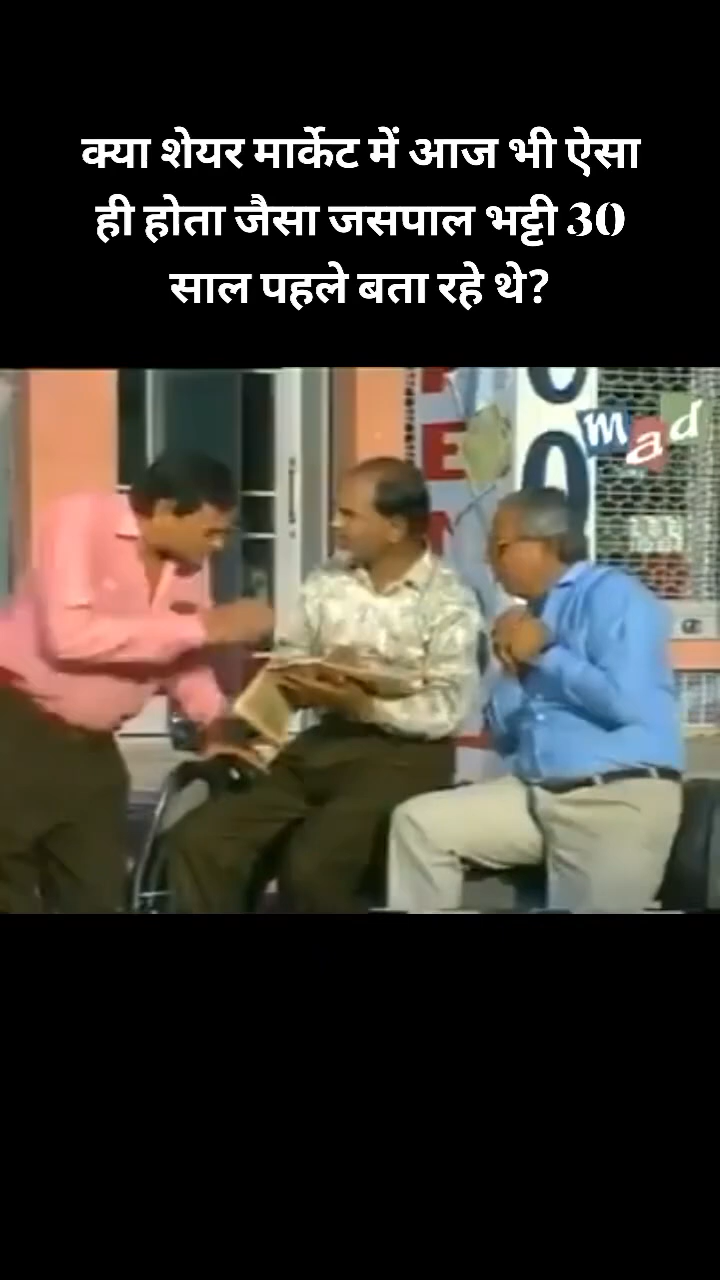 क्या शेयर मार्केट में आज भी ऐसा
ही होता जैसा जसपाल भट्टी 30
साल पहले बता रहे थे?
mad